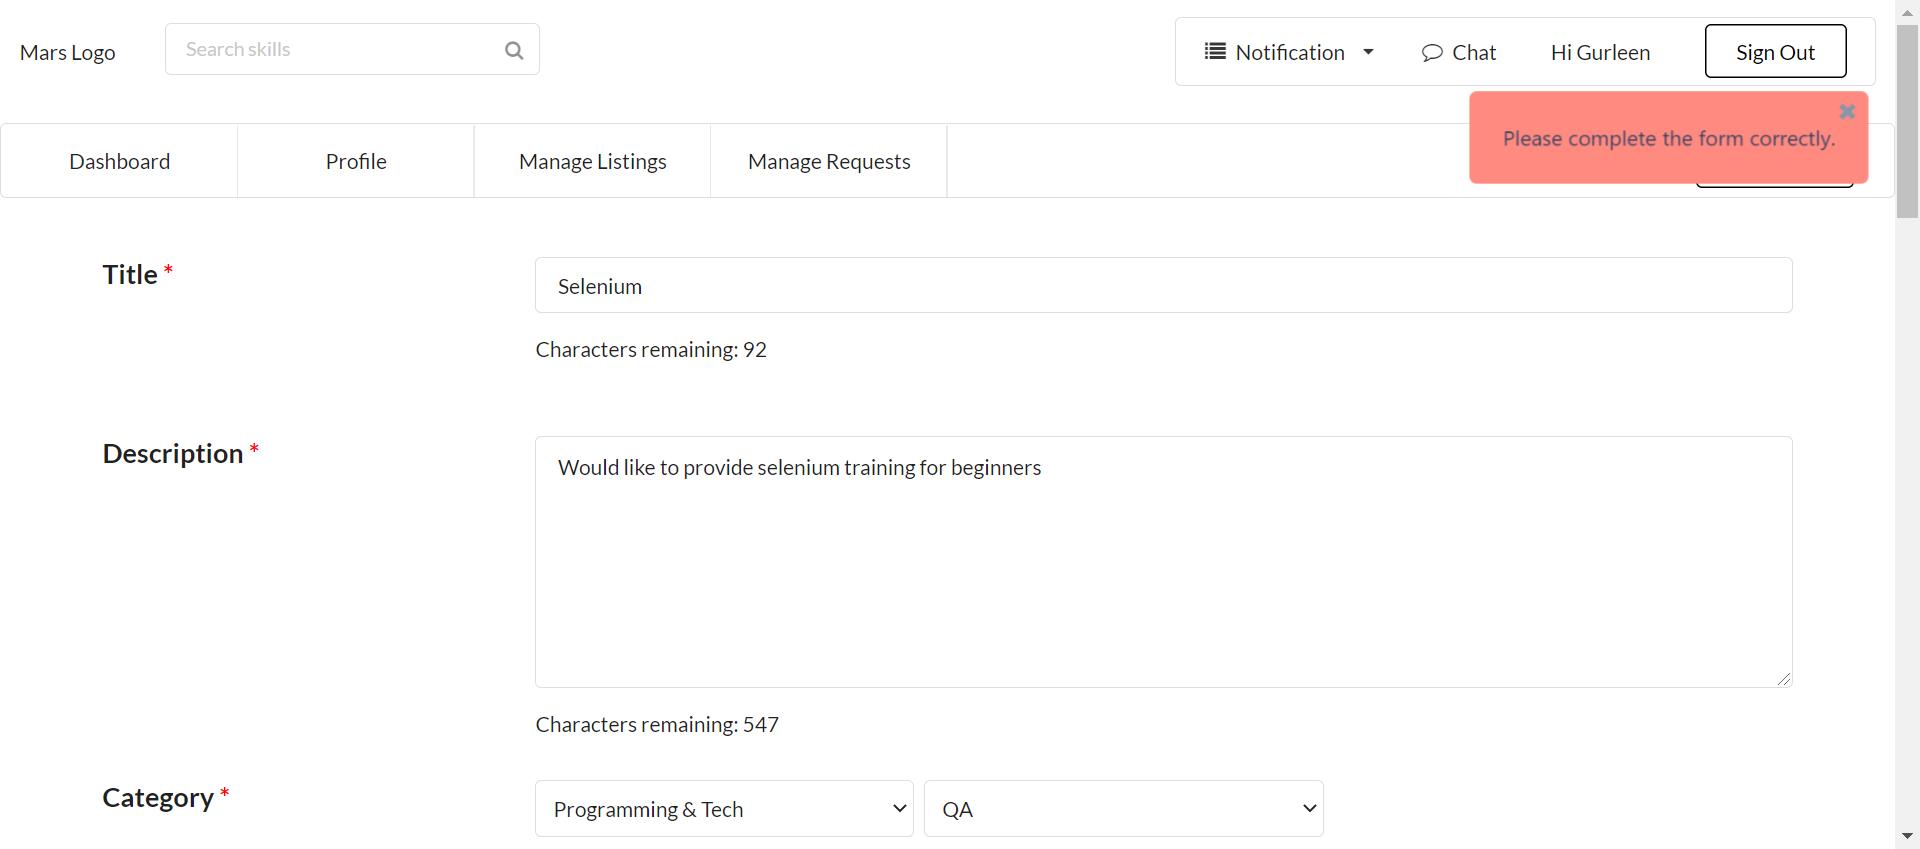 Mars Logo
Search skills
Notification
Chat
Hi Gurleen
Sign Out
Please complete the form correctly.
Dashboard
Profile
Manage Listings
Manage Requests
Title *
Selenium
Characters remaining: 92
Description *
Would like to provide selenium training for beginners
Characters remaining: 547
Category *
Programming & Tech
QA